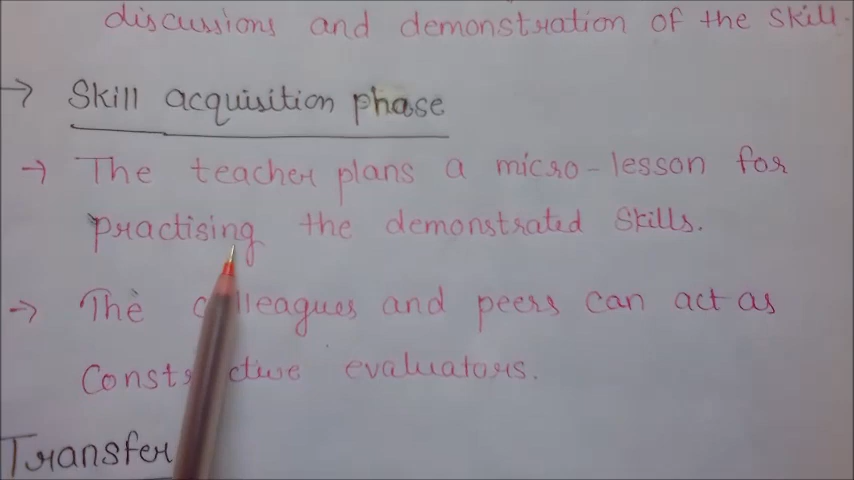 discussions and demonstration of the skill.
→ Skill acquisition phase
→ The teacher plans a micro-lesson for
practising the demonstrated skills.
→ The colleagues and peers can act as
Constructive evaluators.
Transfer